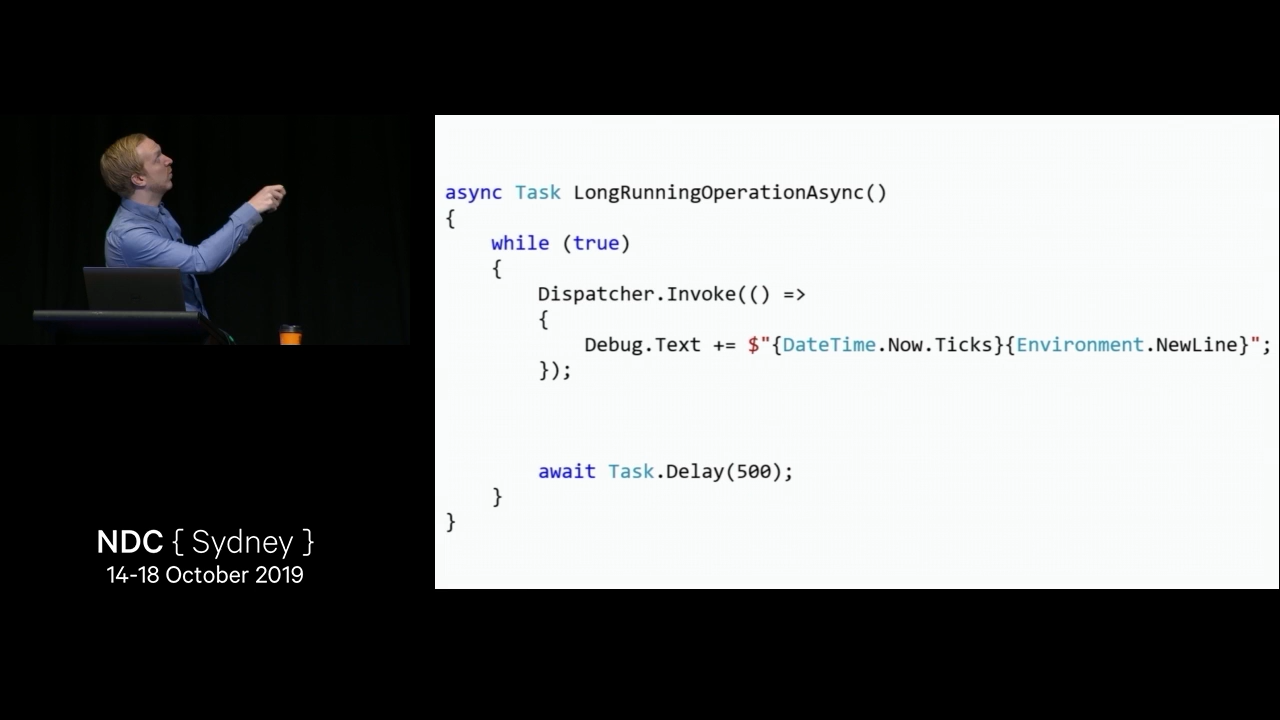 async Task LongRunningOperationAsync()
{
    while (true)
    {
        Dispatcher.Invoke(() =>
        {
            Debug.Text += $"{DateTime.Now.Ticks}{Environment.NewLine}";
        });
        await Task.Delay(500);
    }
}
NDC { Sydney }
14-18 October 2019